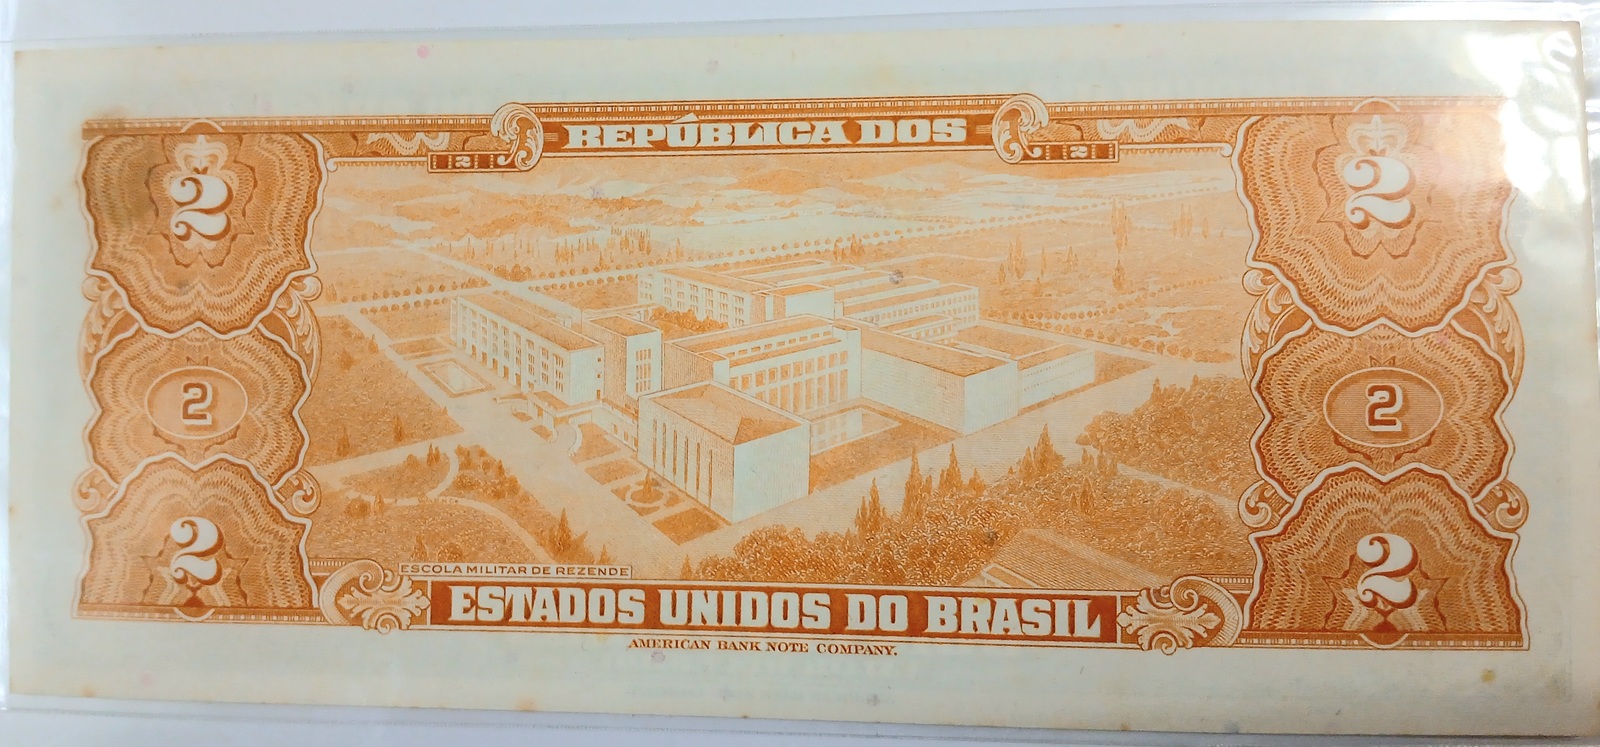 REPÚBLICA DOS
2 2
2 2
2 2
2 2
ESCOLA MILITAR DE REZENDE
ESTADOS UNIDOS DO BRASIL
AMERICAN BANK NOTE COMPANY.